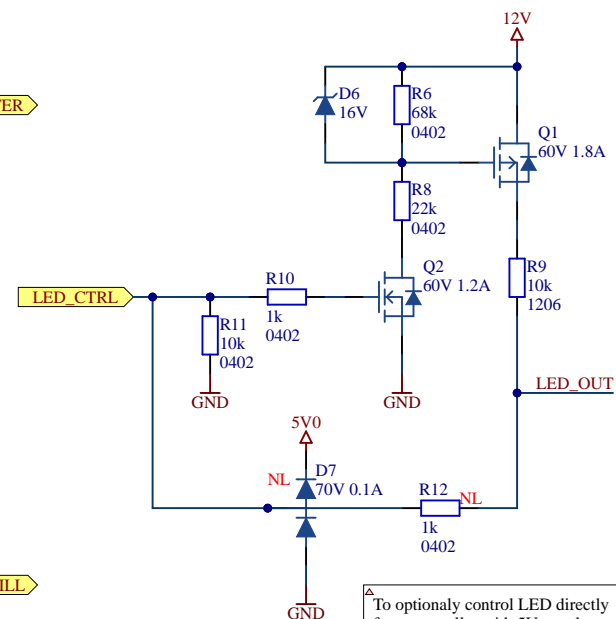 12V
TER
D6
16V
R6
68k
0402
Q1
60V 1.8A
R8
22k
0402
Q2
60V 1.2A
R9
10k
1206
LED_CTRL
R10
1k
0402
R11
10k
0402
GND
GND
LED_OUT
5V0
NL
D7
70V 0.1A
R12
NL
1k
0402
ILL
GND
To optionaly control LED directly